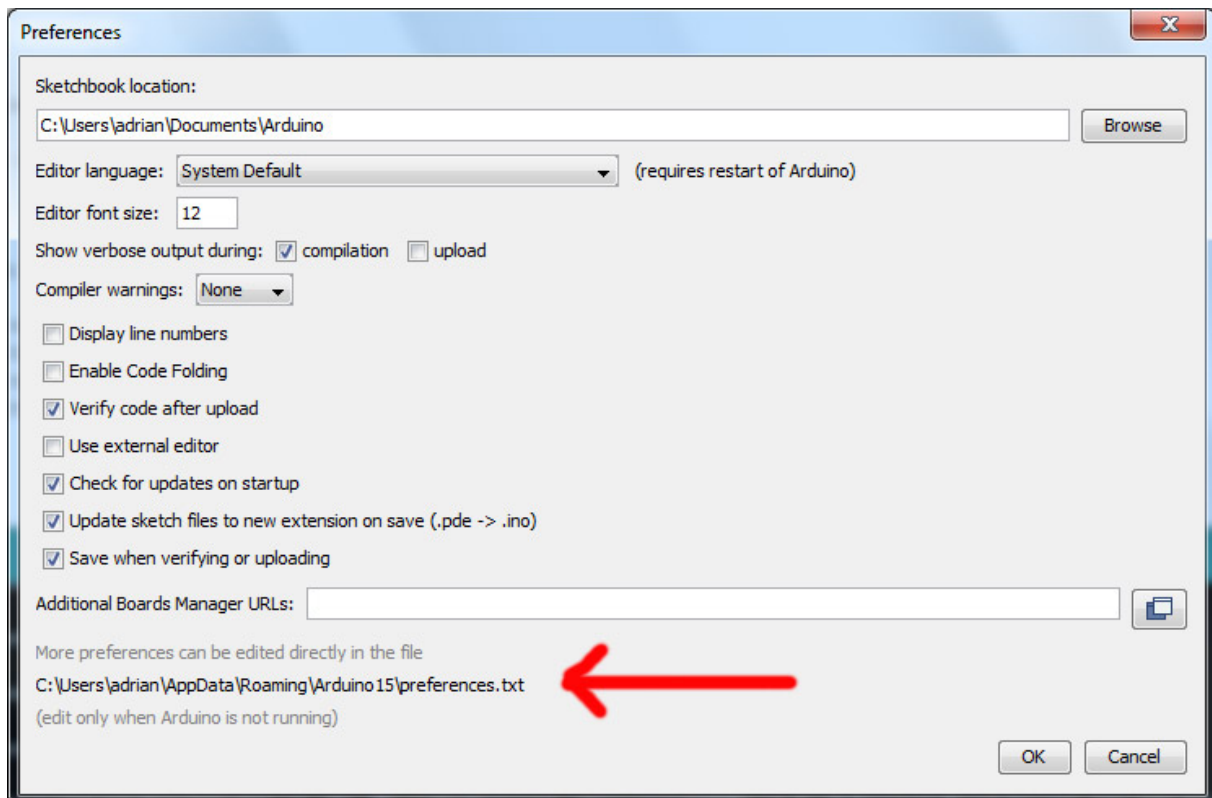 Preferences
Sketchbook location:
C:\Users\adrian\Documents\Arduino Browse
Editor language: System Default (requires restart of Arduino)
Editor font size: 12
Show verbose output during: compilation upload
Compiler warnings: None
Display line numbers
Enable Code Folding
Verify code after upload
Use external editor
Check for updates on startup
Update sketch files to new extension on save (.pde -> .ino)
Save when verifying or uploading
Additional Boards Manager URLs:
More preferences can be edited directly in the file
C:\Users\adrian\AppData\Roaming\Arduino15\preferences.txt
(edit only when Arduino is not running)
OK Cancel